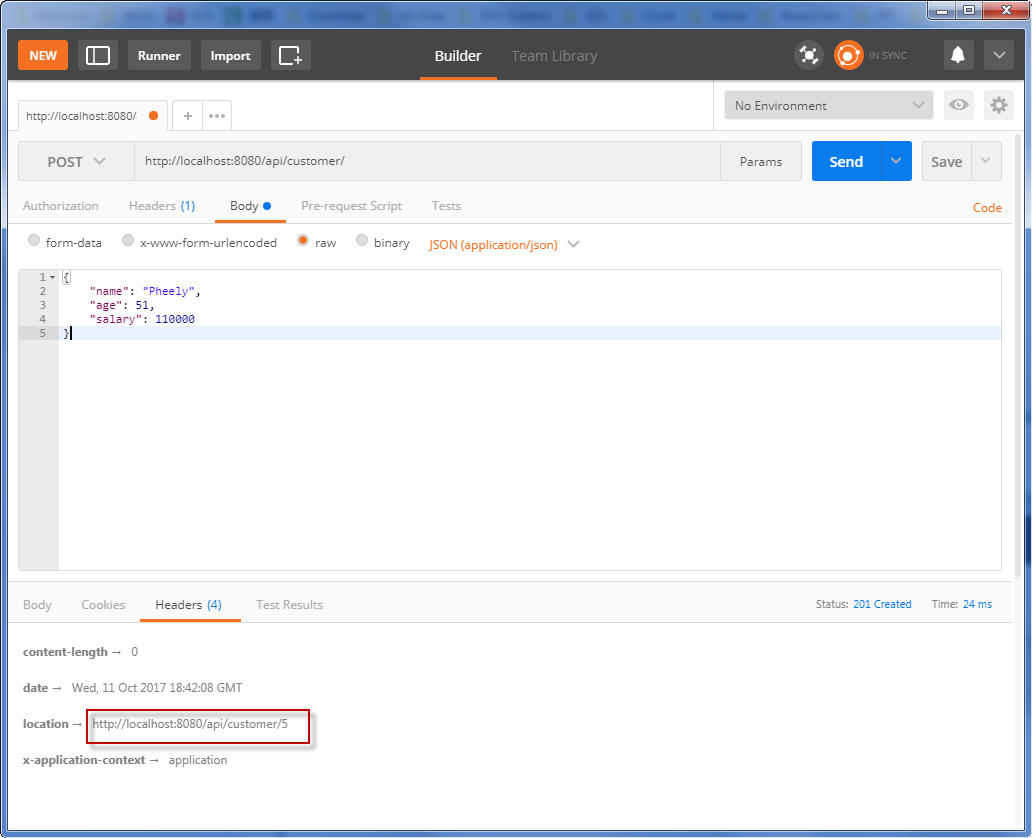 NEW Runner Import Builder Team Library IN SYNC
http://localhost:8080/ + ••• No Environment
POST http://localhost:8080/api/customer/ Params Send Save
Authorization Headers (1) Body Pre-request Script Tests Code
form-data x-www-form-urlencoded raw binary JSON (application/json)
1 {
2 "name": "Pheely",
3 "age": 51,
4 "salary": 110000
5 }
Body Cookies Headers (4) Test Results Status: 201 Created Time: 24 ms
content-length → 0
date → Wed, 11 Oct 2017 18:42:08 GMT
location → http://localhost:8080/api/customer/5
x-application-context → application